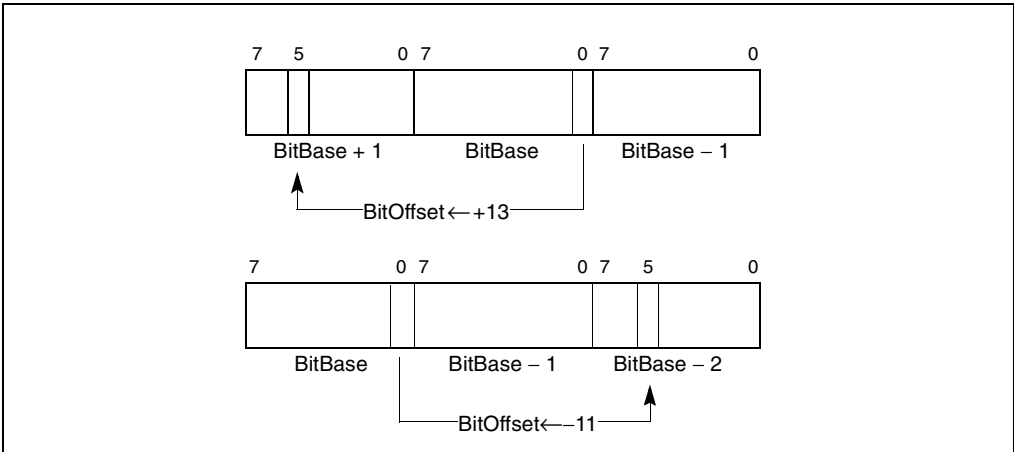 7 5 0 7 0 7 0
BitBase + 1 BitBase BitBase − 1
BitOffset←+13
7 0 7 0 7 5 0
BitBase BitBase − 1 BitBase − 2
BitOffset←−11